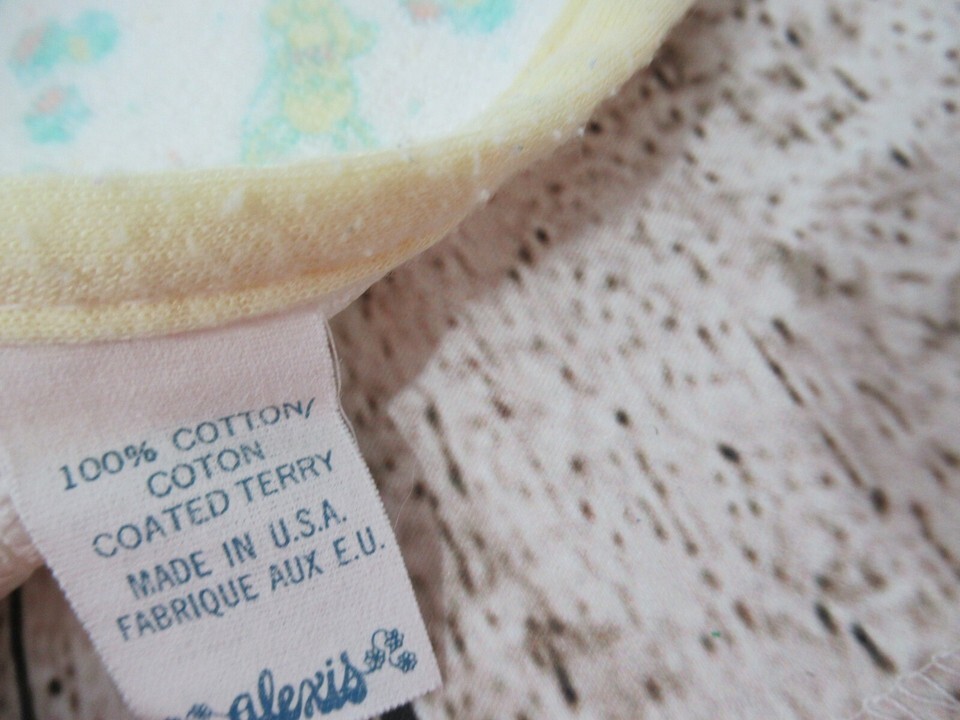 100% COTTON/
COTON
COATED TERRY
MADE IN U.S.A.
FABRIQUE AUX E.U.
alexis